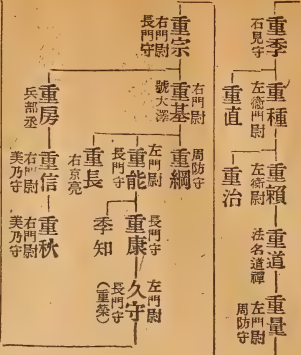 重季
石見守
重種
左衞門尉
重賴
左衞尉
重道
法名道禪
重量
左門尉
周防守
重直
重治
重宗
右門尉
長門守
重基
右門尉
號大澤
重綱
周防守
重能
左門尉
長門守
重康
長門守
久守
左門尉
長門守
(重榮)
季知
重長
右京亮
重房
兵部丞
重信
右門尉
美乃守
重秋
右門尉
美乃守